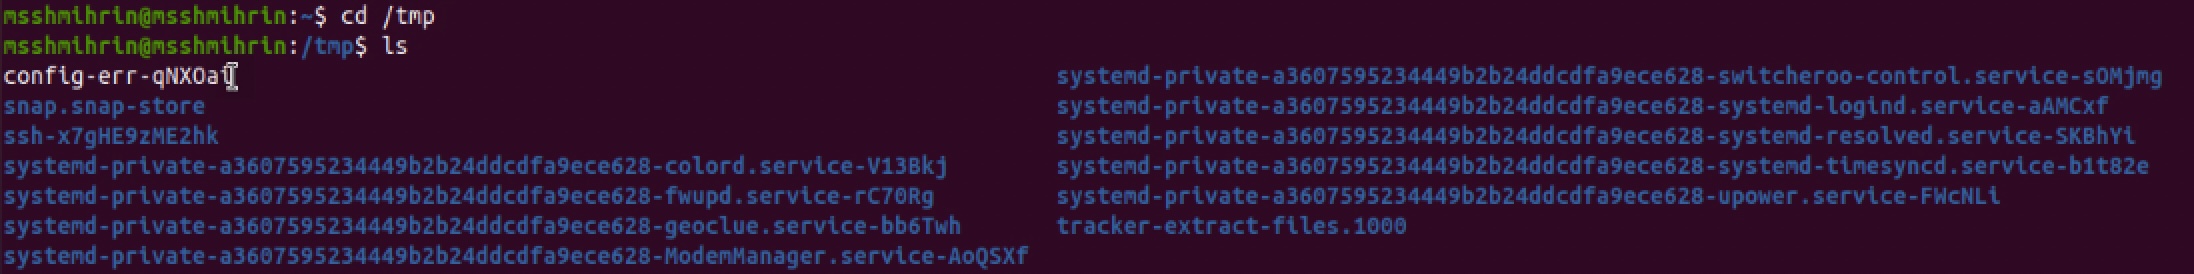 msshmihrin@msshmihrin:~$ cd /tmp
msshmihrin@msshmihrin:/tmp$ ls
config-err-qNXOai systemd-private-a3607595234449b2b24ddcdfa9ece628-switcheroo-control.service-sOMjmg
snap.snap-store systemd-private-a3607595234449b2b24ddcdfa9ece628-systemd-logind.service-aAMCxf
ssh-x7gHE9zME2hk systemd-private-a3607595234449b2b24ddcdfa9ece628-systemd-resolved.service-SKBhYi
systemd-private-a3607595234449b2b24ddcdfa9ece628-colord.service-V13Bkj systemd-private-a3607595234449b2b24ddcdfa9ece628-systemd-timesyncd.service-b1t82e
systemd-private-a3607595234449b2b24ddcdfa9ece628-fwupd.service-rC70Rg systemd-private-a3607595234449b2b24ddcdfa9ece628-upower.service-FWcNLi
systemd-private-a3607595234449b2b24ddcdfa9ece628-geoclue.service-bb6Twh tracker-extract-files.1000
systemd-private-a3607595234449b2b24ddcdfa9ece628-ModemManager.service-AoQSXf